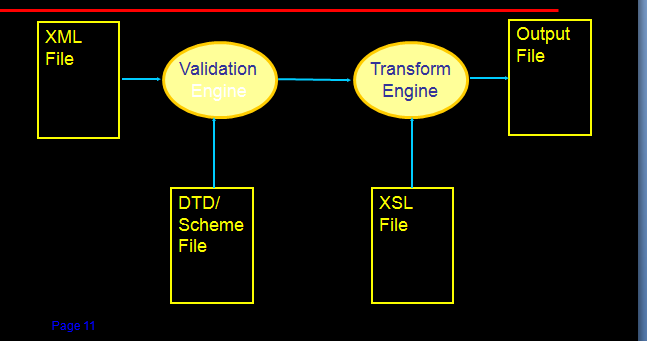 XML
File
Validation
Engine
Transform
Engine
Output
File
DTD/
Scheme
File
XSL
File
Page 11